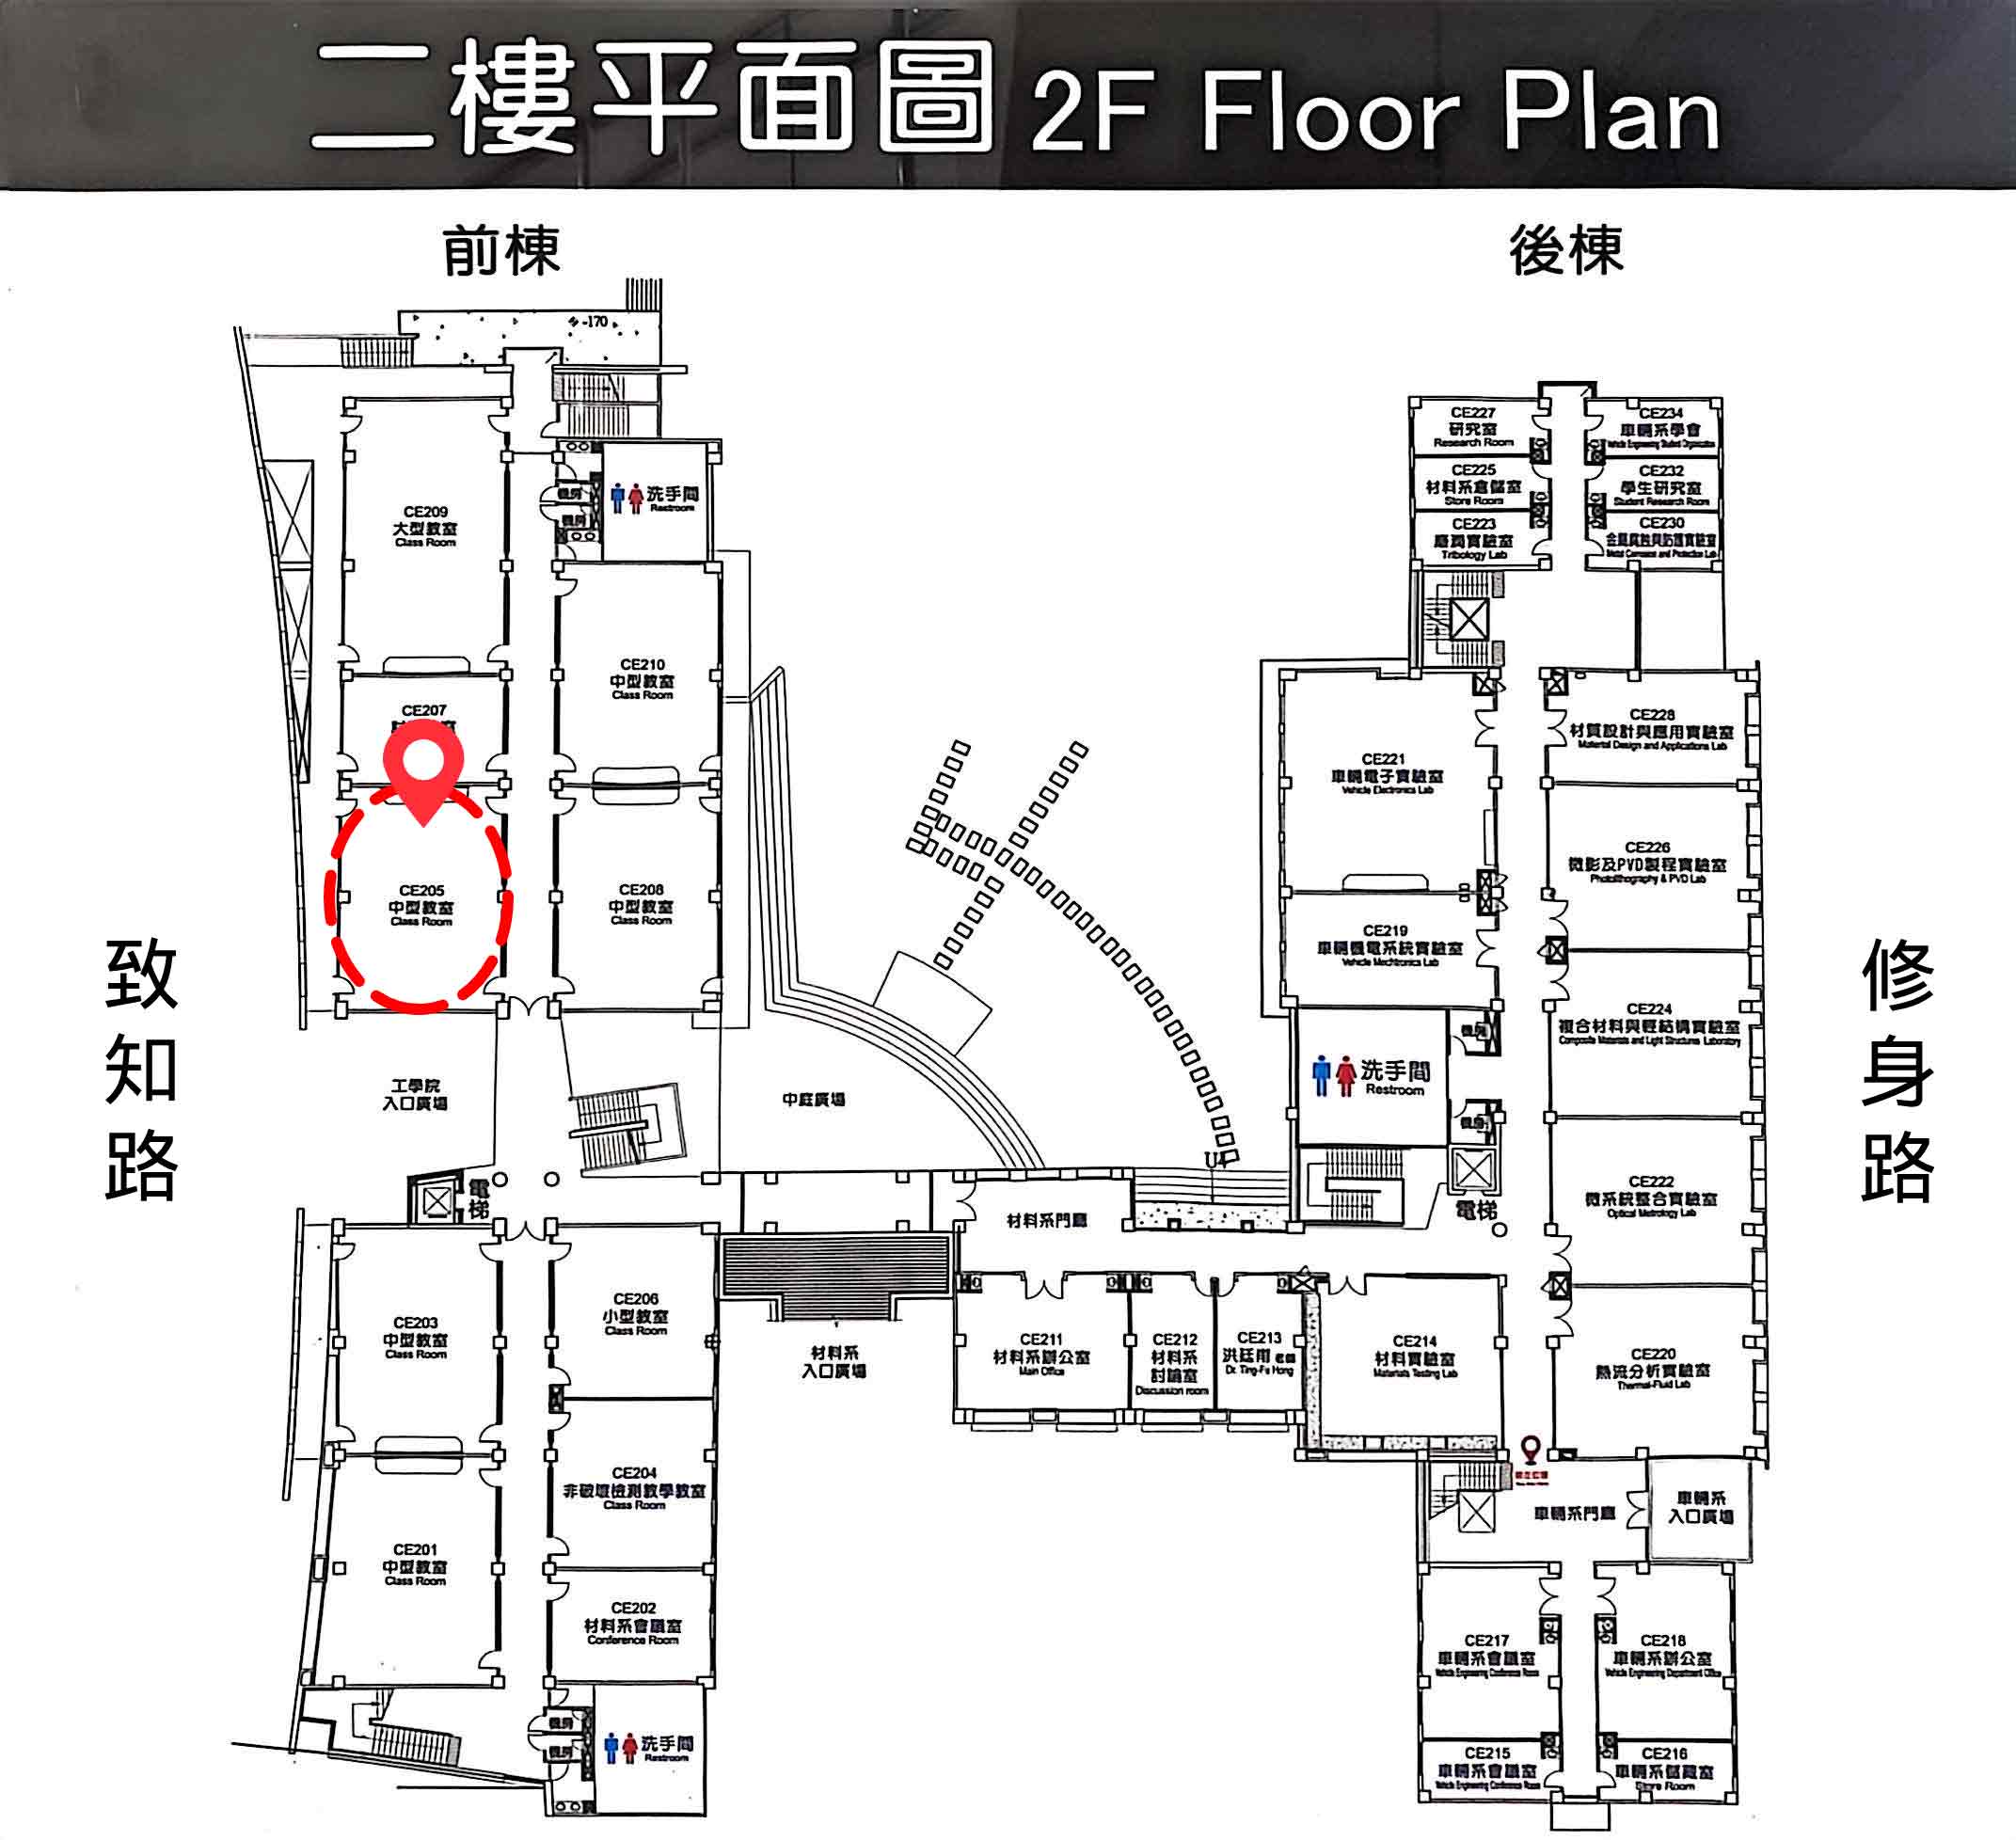 二樓平面圖 2F Floor Plan
前棟
後棟
致知路
修身路
-170
CE209
大型教室
Class Room
洗手間
Restroom
機房
機房
CE210
中型教室
Class Room
CE207
CE205
中型教室
Class Room
CE208
中型教室
Class Room
工學院
入口廣場
中庭廣場
電梯
CE203
中型教室
Class Room
CE206
小型教室
Class Room
CE204
非破壞檢測教學教室
Class Room
CE201
中型教室
Class Room
CE202
材料系會議室
Conference Room
機房
機房
洗手間
Restroom
材料系
入口廣場
材料系門廳
CE211
材料系辦公室
Main Office
CE212
材料系
討論室
Discussion room
CE213
洪廷甫 老師
Dr. Ting-Fu Hong
CE214
材料實驗室
Materials Testing Lab
CE227
研究室
Research Room
CE225
材料系倉儲室
Store Room
CE223
磨潤實驗室
Tribology Lab
CE234
車輛系學會
Vehicle Engineering Student Organization
CE232
學生研究室
Student Research Room
CE230
金屬腐蝕與防護實驗室
Metal Corrosion and Protection Lab
CE221
車輛電子實驗室
Vehicle Electronics Lab
CE219
車輛機電系統實驗室
Vehicle Mechtronics Lab
機房
洗手間
Restroom
機房
電梯
CE228
材質設計與應用實驗室
Material Design and Applications Lab
CE226
微影及PVD製程實驗室
Photolithography & PVD Lab
CE224
複合材料與輕結構實驗室
Composite Materials and Light Structures Laboratory
CE222
微系統整合實驗室
Optical Metrology Lab
CE220
熱流分析實驗室
Thermal-Fluid Lab
車輛系門廳
車輛系
入口廣場
CE217
車輛系會議室
Vehicle Engineering Conference Room
CE218
車輛系辦公室
Vehicle Engineering Department Office
CE215
車輛系會議室
Vehicle Engineering Conference Room
CE216
車輛系儲藏室
Store Room